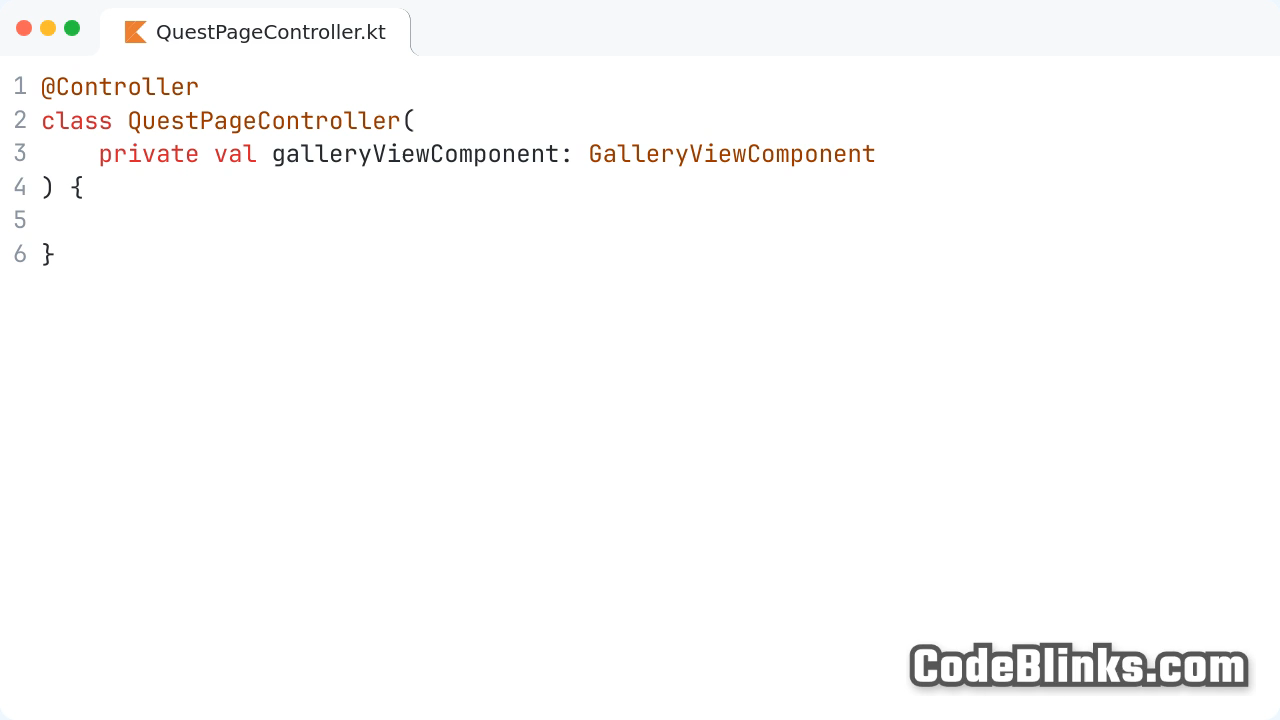 QuestPageController.kt
1 @Controller
2 class QuestPageController(
3     private val galleryViewComponent: GalleryViewComponent
4 ) {
5
6 }
CodeBlinks.com